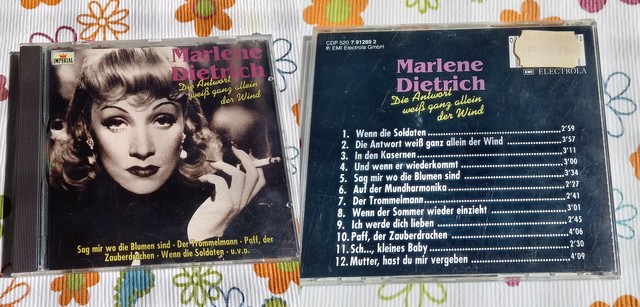 IMPERIAL
Marlene
Dietrich
Die Antwort
weiß ganz allein
der Wind
Sag mir wo die Blumen sind · Der Trommelmann · Paff, der
Zauberdrachen · Wenn die Soldaten · u.v.a.
CDP 520 7 91289 2
℗ EMI Electrola GmbH
Marlene
Dietrich
Die Antwort
weiß ganz allein
der Wind
ELECTROLA
1. Wenn die Soldaten 2:59
2. Die Antwort weiß ganz allein der Wind 3:57
3. In den Kasernen 3:11
4. Und wenn er wiederkommt 3:00
5. Sag mir wo die Blumen sind 3:34
6. Auf der Mundharmonika 2:27
7. Der Trommelmann 2:41
8. Wenn der Sommer wieder einzieht 3:01
9. Ich werde dich lieben 2:45
10. Paff, der Zauberdrachen 4:06
11. Sch..., kleines Baby 2:30
12. Mutter, hast du mir vergeben 4:09